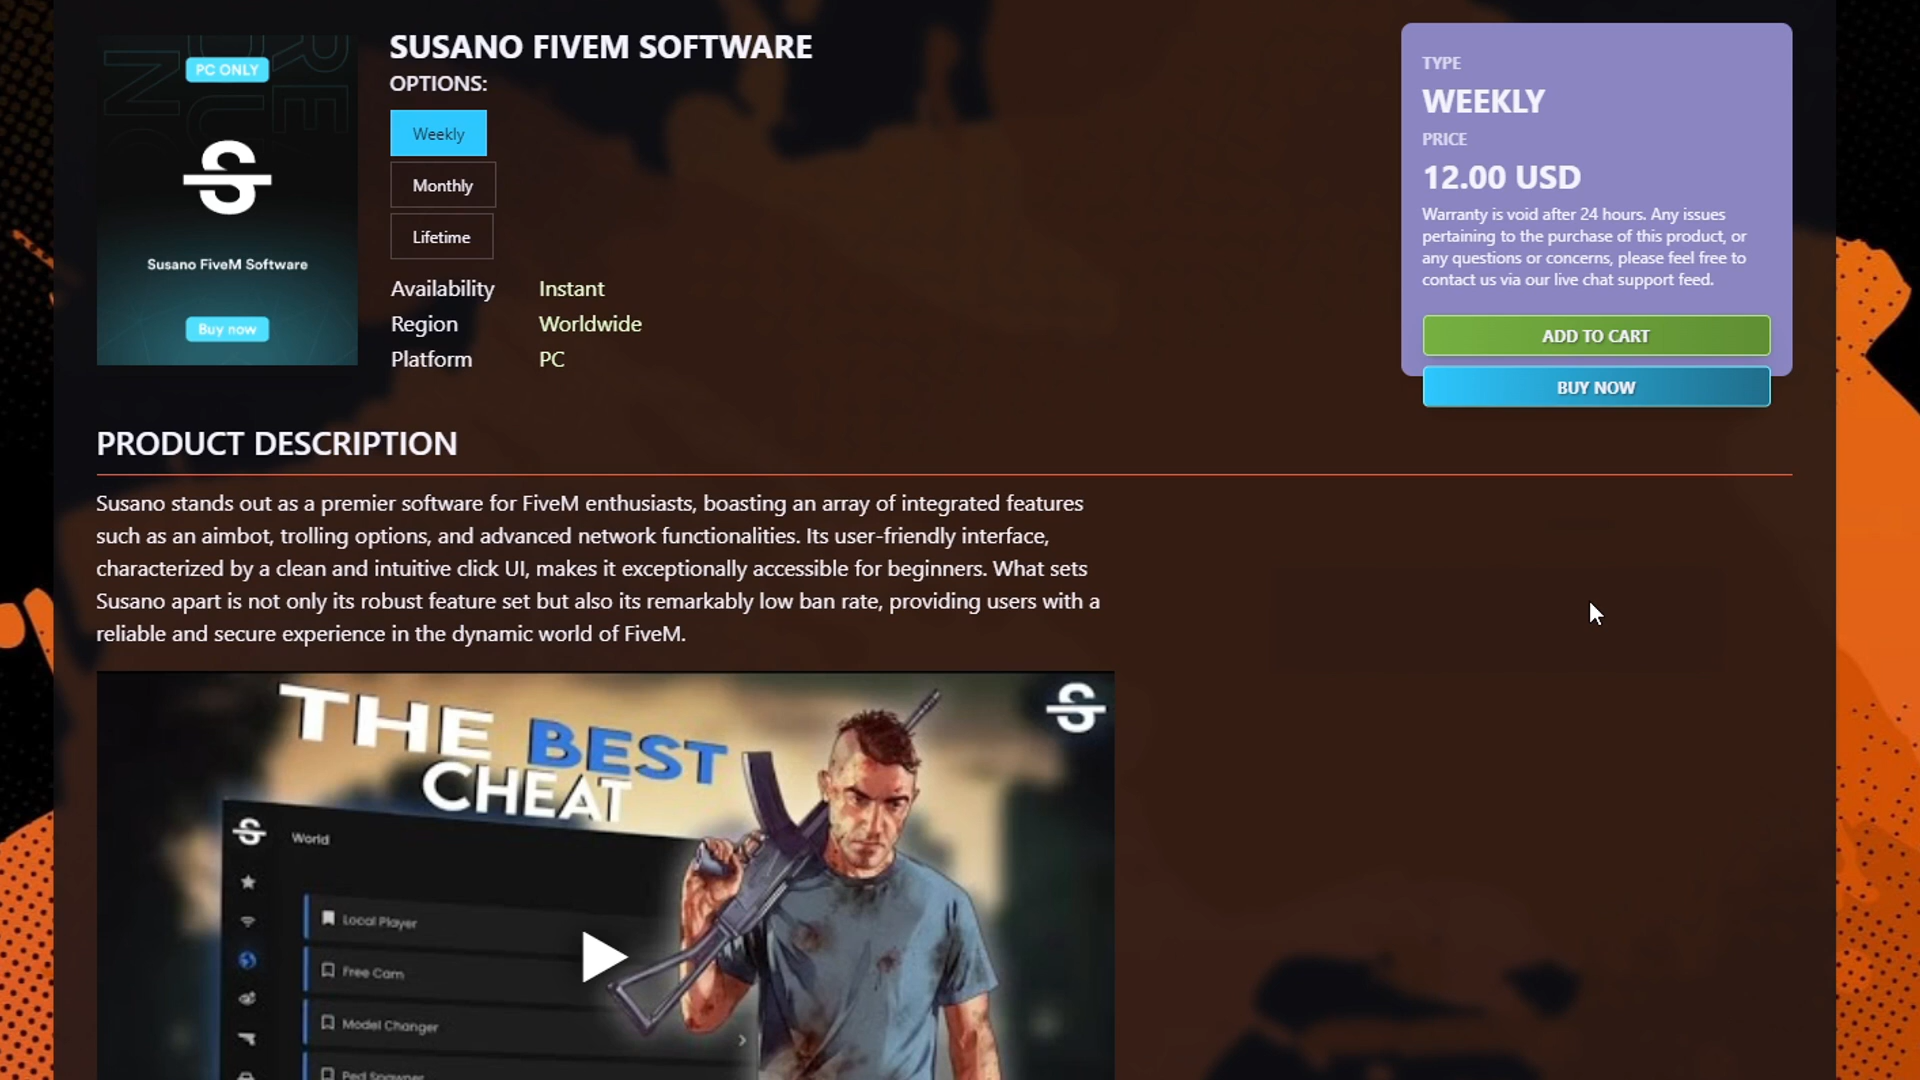 PC ONLY
Susano FiveM Software
Buy now
SUSANO FIVEM SOFTWARE
OPTIONS:
Weekly
Monthly
Lifetime
Availability Instant
Region Worldwide
Platform PC
TYPE
WEEKLY
PRICE
12.00 USD
Warranty is void after 24 hours. Any issues
pertaining to the purchase of this product, or
any questions or concerns, please feel free to
contact us via our live chat support feed.
ADD TO CART
BUY NOW
PRODUCT DESCRIPTION
Susano stands out as a premier software for FiveM enthusiasts, boasting an array of integrated features
such as an aimbot, trolling options, and advanced network functionalities. Its user-friendly interface,
characterized by a clean and intuitive click UI, makes it exceptionally accessible for beginners. What sets
Susano apart is not only its robust feature set but also its remarkably low ban rate, providing users with a
reliable and secure experience in the dynamic world of FiveM.
THE BEST
CHEAT
World
Local Player
Free Cam
Model Changer
Ped Spawner